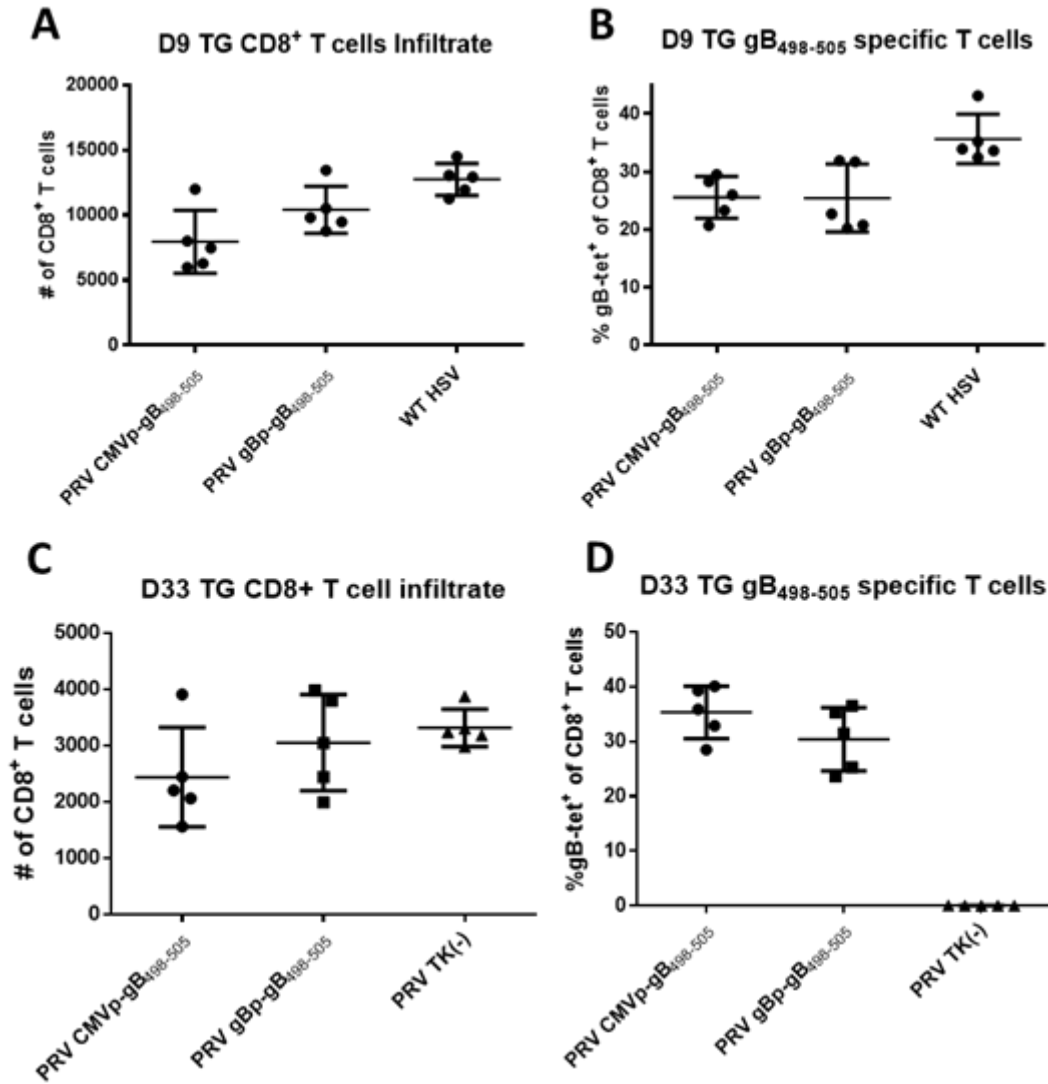 A
D9 TG CD8⁺ T cells Infiltrate
# of CD8⁺ T cells
20000
15000
10000
5000
0
PRV CMVp-gB₄₉₈₋₅₀₅
PRV gBp-gB₄₉₈₋₅₀₅
WT HSV
B
D9 TG gB₄₉₈₋₅₀₅ specific T cells
% gB-tet⁺ of CD8⁺ T cells
40
30
20
10
0
PRV CMVp-gB₄₉₈₋₅₀₅
PRV gBp-gB₄₉₈₋₅₀₅
WT HSV
C
D33 TG CD8+ T cell infiltrate
# of CD8⁺ T cells
5000
4000
3000
2000
1000
0
PRV CMVp-gB₄₉₈₋₅₀₅
PRV gBp-gB₄₉₈₋₅₀₅
PRV TK(-)
D
D33 TG gB₄₉₈₋₅₀₅ specific T cells
%gB-tet⁺ of CD8⁺ T cells
50
40
30
20
10
0
PRV CMVp-gB₄₉₈₋₅₀₅
PRV gBp-gB₄₉₈₋₅₀₅
PRV TK(-)